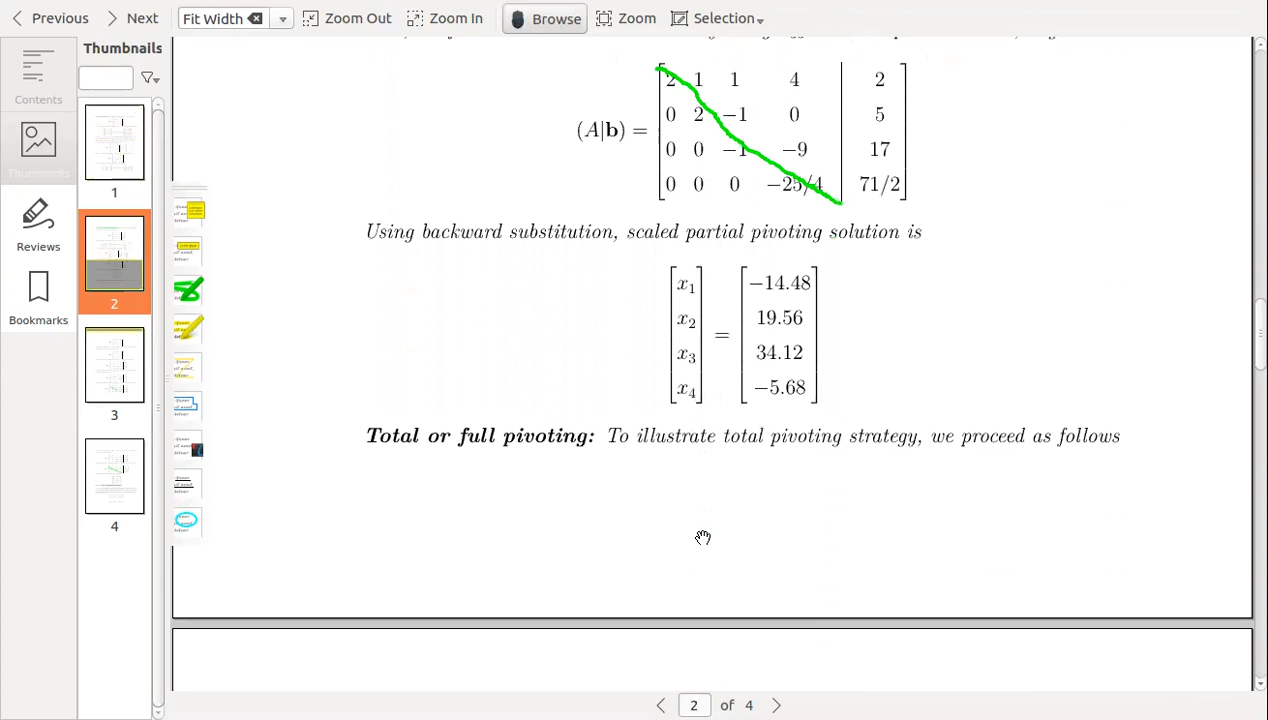 Previous Next Fit Width Zoom Out Zoom In Browse Zoom Selection
Thumbnails
Contents
Thumbnails
Reviews
Bookmarks
1
2
3
4
2 1 1 4 2
0 2 −1 0 5
(A|b) =
0 0 −1 −9 17
0 0 0 −25/4 71/2
Using backward substitution, scaled partial pivoting solution is
x1 −14.48
x2 19.56
=
x3 34.12
x4 −5.68
Total or full pivoting: To illustrate total pivoting strategy, we proceed as follows
2 of 4